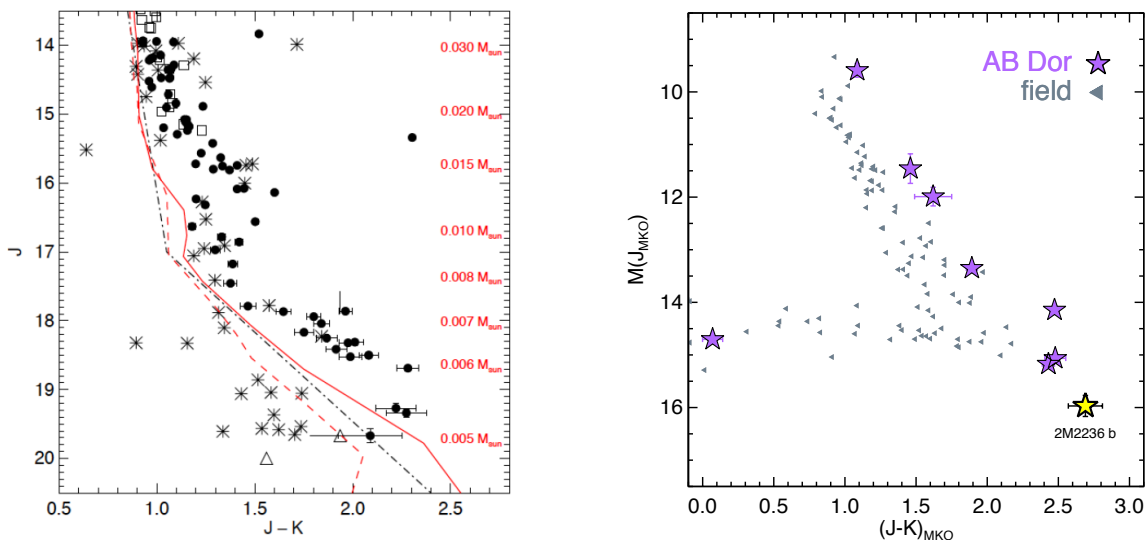 14
15
16
17
18
19
20
J
0.5
1.0
1.5
2.0
2.5
J – K
0.030 Msun
0.020 Msun
0.015 Msun
0.010 Msun
0.008 Msun
0.007 Msun
0.006 Msun
0.005 Msun
8
10
12
14
16
M(JMKO)
0.0
0.5
1.0
1.5
2.0
2.5
3.0
(J-K)MKO
AB Dor
field
2M2236 b